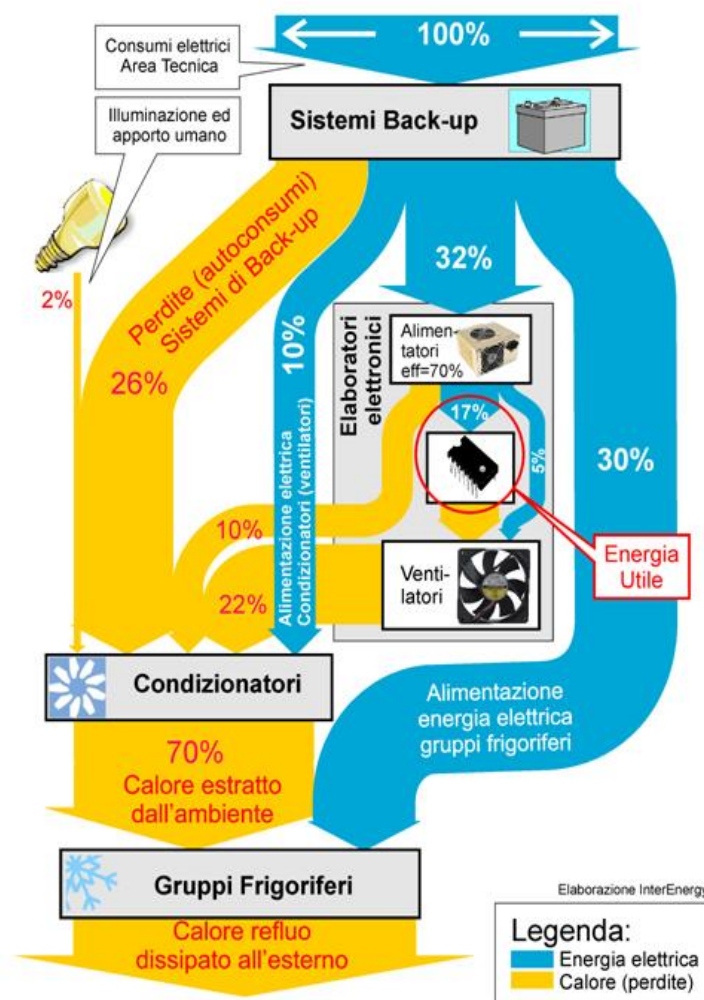 100%
Consumi elettrici
Area Tecnica
Illuminazione ed
apporto umano
Sistemi Back-up
2%
Perdite (autoconsumi)
Sistemi di Back-up
26%
10%
Alimentazione elettrica
Condizionatori (ventilatori)
32%
Elaboratori
elettronici
Alimen-
tatori
eff=70%
17%
5%
30%
10%
22%
Venti-
latori
Energia
Utile
Condizionatori
Alimentazione
energia elettrica
gruppi frigoriferi
70%
Calore estratto
dall'ambiente
Gruppi Frigoriferi
Calore refluo
dissipato all'esterno
Elaborazione InterEnergy
Legenda:
Energia elettrica
Calore (perdite)